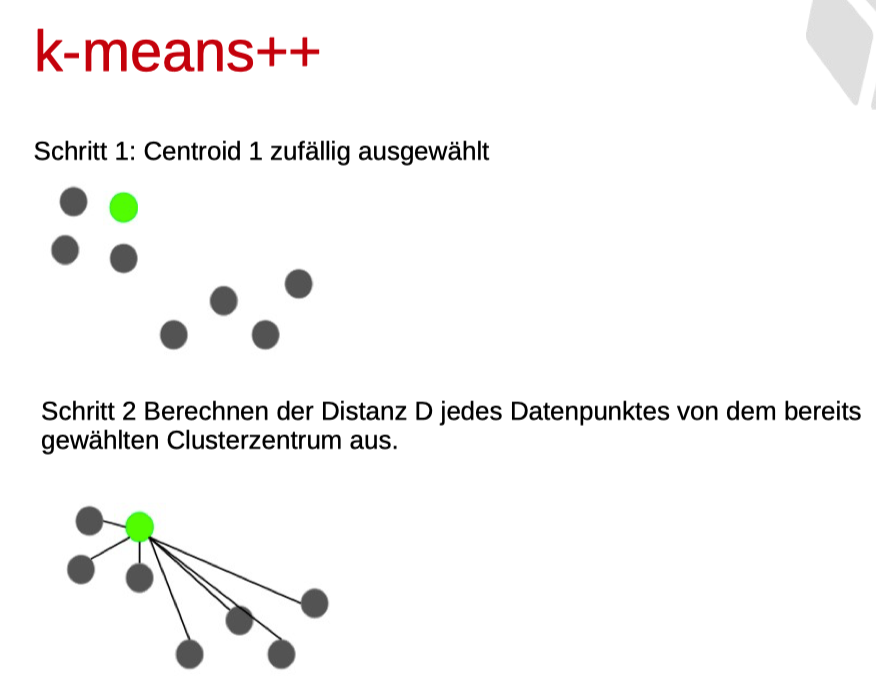 k-means++
Schritt 1: Centroid 1 zufällig ausgewählt
Schritt 2 Berechnen der Distanz D jedes Datenpunktes von dem bereits
gewählten Clusterzentrum aus.